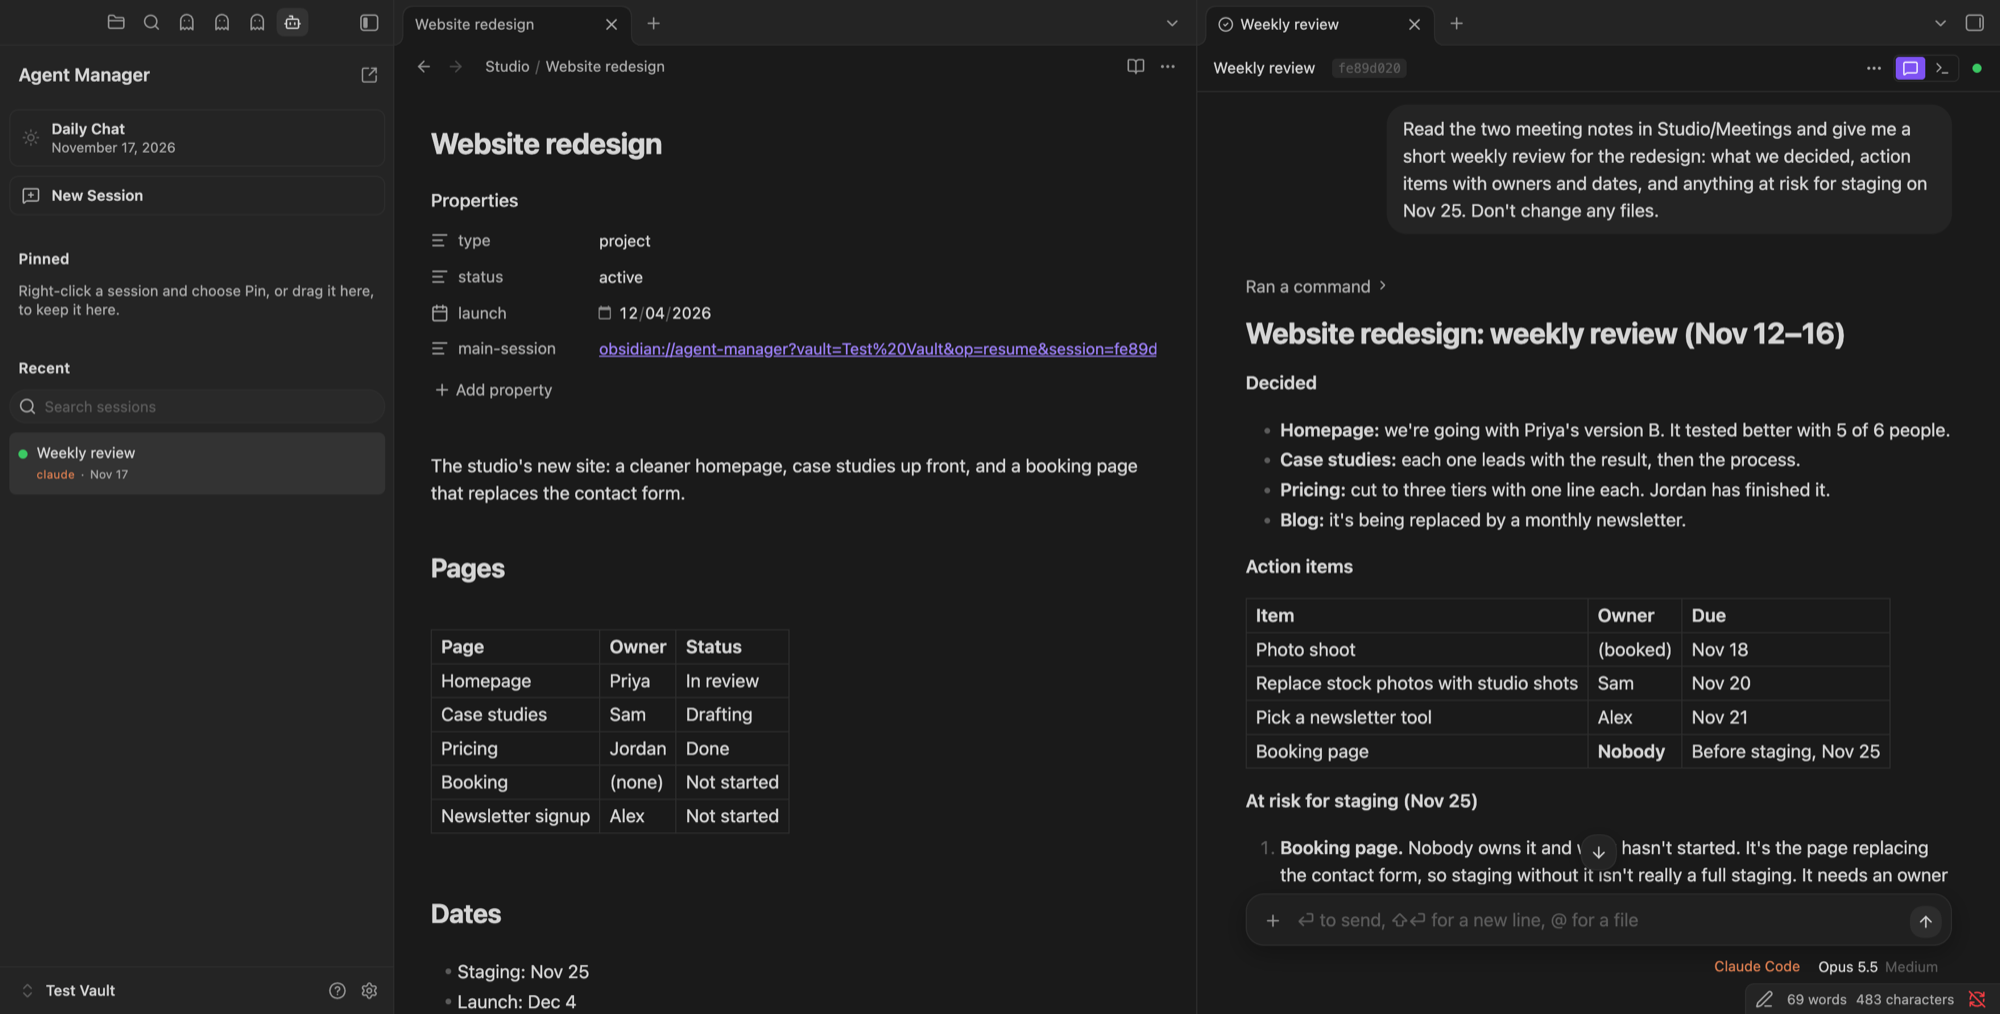 Agent Manager
Daily Chat
November 17, 2026
New Session
Pinned
Right-click a session and choose Pin, or drag it here,
to keep it here.
Recent
Search sessions
Weekly review
claude · Nov 17
Test Vault
Website redesign
Studio / Website redesign
Website redesign
Properties
type project
status active
launch 12/04/2026
main-session obsidian://agent-manager?vault=Test%20Vault&op=resume&session=fe89d
Add property
The studio's new site: a cleaner homepage, case studies up front, and a booking page
that replaces the contact form.
Pages
Page Owner Status
Homepage Priya In review
Case studies Sam Drafting
Pricing Jordan Done
Booking (none) Not started
Newsletter signup Alex Not started
Dates
• Staging: Nov 25
• Launch: Dec 4
Weekly review
Weekly review fe89d020
Read the two meeting notes in Studio/Meetings and give me a
short weekly review for the redesign: what we decided, action
items with owners and dates, and anything at risk for staging on
Nov 25. Don't change any files.
Ran a command >
Website redesign: weekly review (Nov 12–16)
Decided
• Homepage: we're going with Priya's version B. It tested better with 5 of 6 people.
• Case studies: each one leads with the result, then the process.
• Pricing: cut to three tiers with one line each. Jordan has finished it.
• Blog: it's being replaced by a monthly newsletter.
Action items
Item Owner Due
Photo shoot (booked) Nov 18
Replace stock photos with studio shots Sam Nov 20
Pick a newsletter tool Alex Nov 21
Booking page Nobody Before staging, Nov 25
At risk for staging (Nov 25)
1. Booking page. Nobody owns it and hasn't started. It's the page replacing
the contact form, so staging without it isn't really a full staging. It needs an owner
⏎ to send, ⇧⏎ for a new line, @ for a file
Claude Code Opus 5.5 Medium
69 words 483 characters